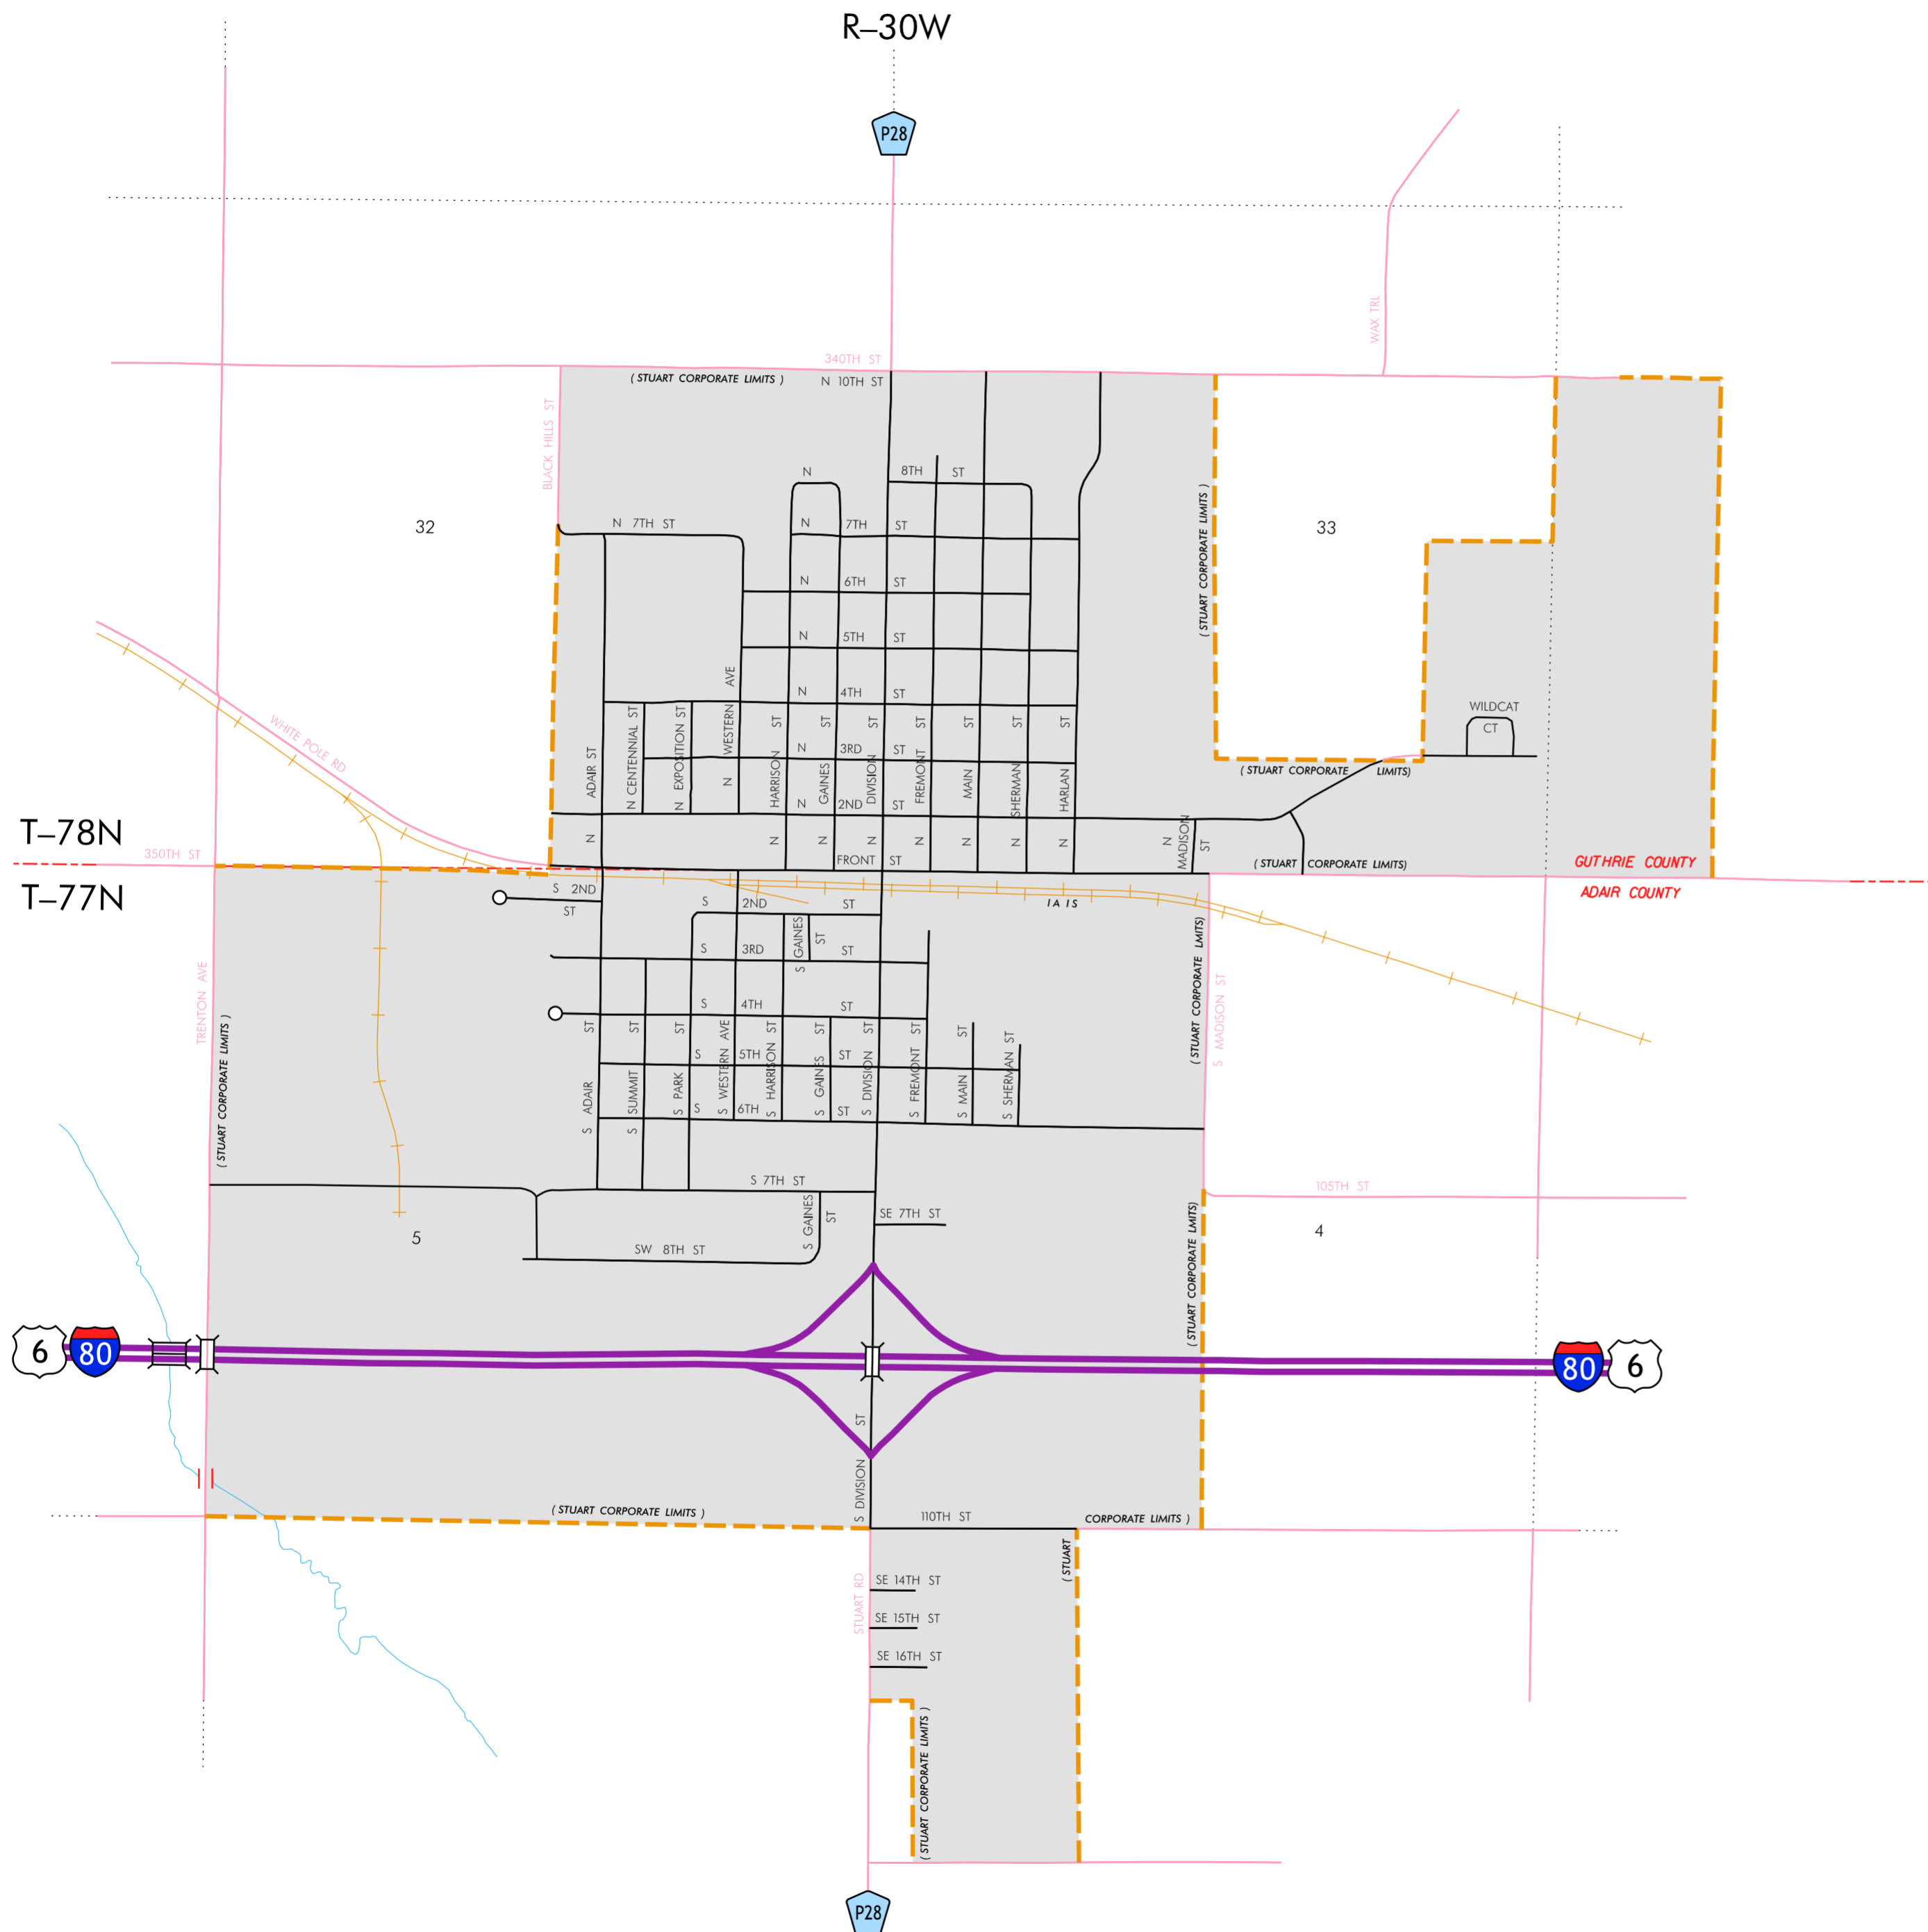 R–30W
P28
WAX TRL
340TH ST
( STUART CORPORATE LIMITS )
N 10TH ST
BLACK HILLS ST
N 8TH ST
( STUART CORPORATE LIMITS )
32
33
N 7TH ST
N 7TH ST
N 6TH ST
N 5TH ST
N 4TH ST
N 3RD ST
N 2ND ST
FRONT ST
N ADAIR ST
N CENTENNIAL ST
N EXPOSITION ST
N WESTERN AVE
N HARRISON ST
N GAINES ST
N DIVISION ST
N FREMONT ST
N MAIN ST
N SHERMAN ST
N HARLAN ST
N MADISON ST
WILDCAT
CT
( STUART CORPORATE LIMITS)
( STUART CORPORATE LIMITS)
WHITE POLE RD
T–78N
350TH ST
T–77N
GUTHRIE COUNTY
ADAIR COUNTY
IA IS
S 2ND
ST
S 2ND ST
S GAINES ST
S 3RD ST
S 4TH ST
S 5TH ST
S 6TH ST
S ADAIR ST
S SUMMIT ST
S PARK ST
S WESTERN AVE
S HARRISON ST
S GAINES ST
S DIVISION ST
S FREMONT ST
S MAIN ST
S SHERMAN ST
TRENTON AVE
( STUART CORPORATE LIMITS )
( STUART CORPORATE LMITS)
S MADISON ST
S 7TH ST
105TH ST
S GAINES ST
SE 7TH ST
SW 8TH ST
5
4
( STUART CORPORATE LIMITS)
6
80
80
6
S DIVISION ST
( STUART CORPORATE LIMITS )
110TH ST
( STUART CORPORATE LIMITS )
STUART RD
SE 14TH ST
SE 15TH ST
SE 16TH ST
( STUART CORPORATE LIMITS )
P28